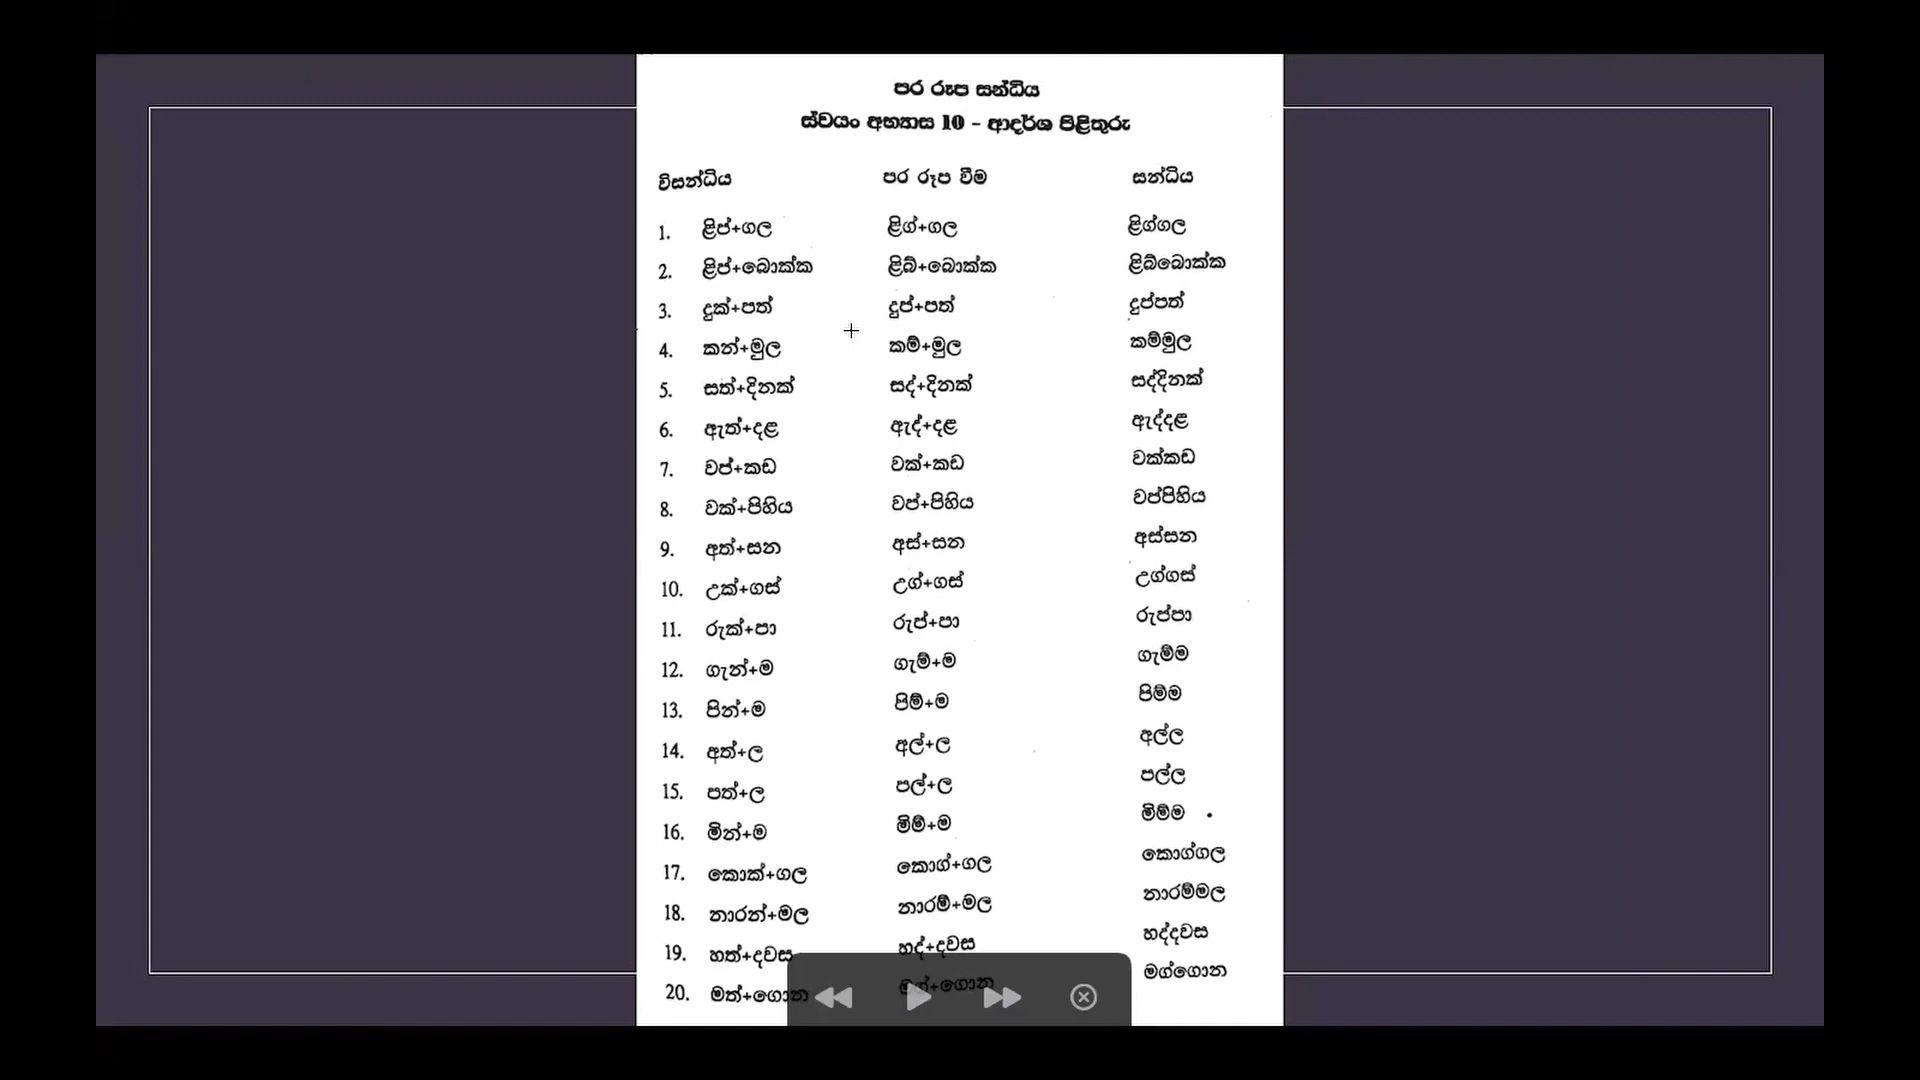 පර රූප සන්ධිය
ස්වයං අභ්‍යාස 10 - ආදර්ශ පිළිතුරු
විසන්ධිය පර රූප වීම සන්ධිය
1. ළිප්+ගල ළිග්+ගල ළිග්ගල
2. ළිප්+බොක්ක ළිබ්+බොක්ක ළිබ්බොක්ක
3. දුක්+පත් දුප්+පත් දුප්පත්
4. කන්+මුල කම්+මුල කම්මුල
5. සත්+දිනක් සද්+දිනක් සද්දිනක්
6. ඇත්+දළ ඇද්+දළ ඇද්දළ
7. වප්+කඩ වක්+කඩ වක්කඩ
8. වක්+පිහිය වප්+පිහිය වප්පිහිය
9. අත්+සන අස්+සන අස්සන
10. උක්+ගස් උග්+ගස් උග්ගස්
11. රුක්+පා රුප්+පා රුප්පා
12. ගැන්+ම ගැම්+ම ගැම්ම
13. පින්+ම පිම්+ම පිම්ම
14. අත්+ල අල්+ල අල්ල
15. පත්+ල පල්+ල පල්ල
16. මින්+ම මිම්+ම මිම්ම
17. කොක්+ගල කොග්+ගල කොග්ගල
18. නාරන්+මල නාරම්+මල නාරම්මල
19. හත්+දවස හද්+දවස හද්දවස
20. මත්+ගොන මග්+ගොන මග්ගොන